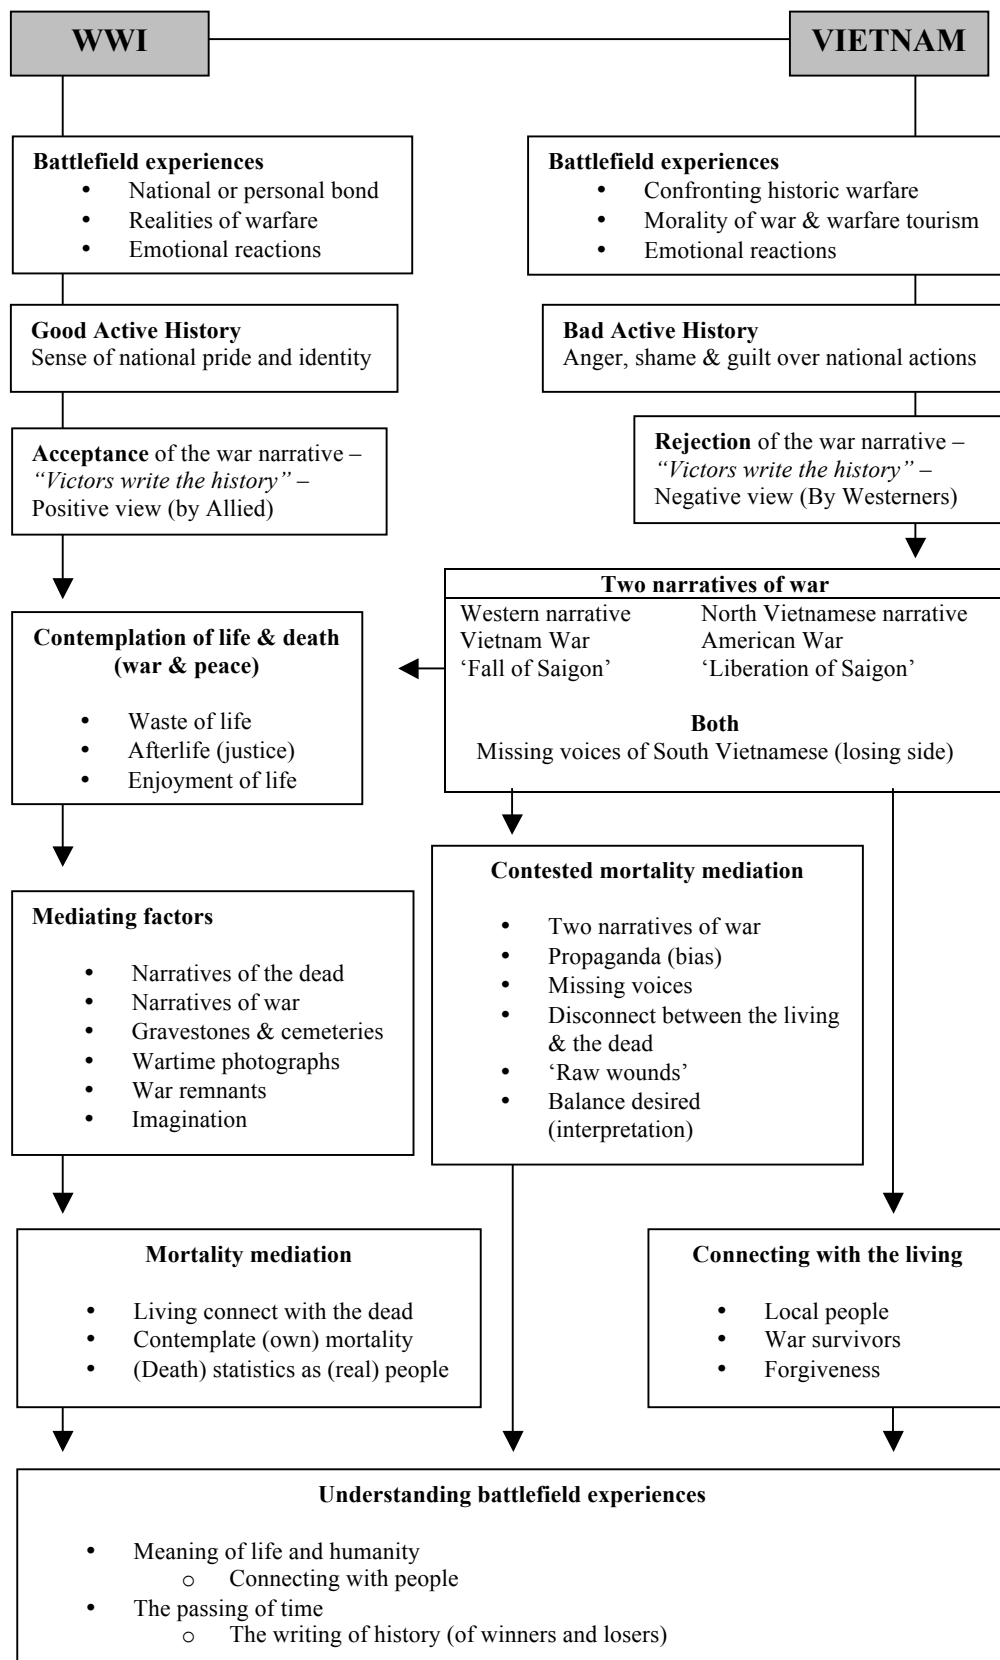 WWI
VIETNAM
Battlefield experiences
• National or personal bond
• Realities of warfare
• Emotional reactions
Battlefield experiences
• Confronting historic warfare
• Morality of war & warfare tourism
• Emotional reactions
Good Active History
Sense of national pride and identity
Bad Active History
Anger, shame & guilt over national actions
Acceptance of the war narrative –
“Victors write the history” –
Positive view (by Allied)
Rejection of the war narrative –
“Victors write the history” –
Negative view (By Westerners)
Two narratives of war
Western narrative
Vietnam War
‘Fall of Saigon’
North Vietnamese narrative
American War
‘Liberation of Saigon’
Both
Missing voices of South Vietnamese (losing side)
Contemplation of life & death
(war & peace)
• Waste of life
• Afterlife (justice)
• Enjoyment of life
Contested mortality mediation
• Two narratives of war
• Propaganda (bias)
• Missing voices
• Disconnect between the living
& the dead
• ‘Raw wounds’
• Balance desired
(interpretation)
Mediating factors
• Narratives of the dead
• Narratives of war
• Gravestones & cemeteries
• Wartime photographs
• War remnants
• Imagination
Mortality mediation
• Living connect with the dead
• Contemplate (own) mortality
• (Death) statistics as (real) people
Connecting with the living
• Local people
• War survivors
• Forgiveness
Understanding battlefield experiences
• Meaning of life and humanity
o Connecting with people
• The passing of time
o The writing of history (of winners and losers)